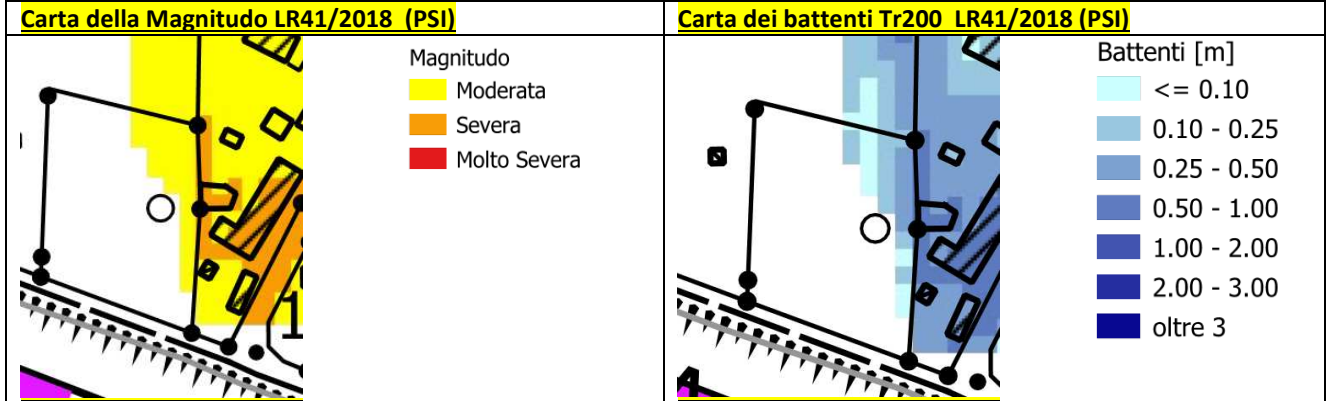 Carta della Magnitudo LR41/2018 (PSI)
Magnitudo
Moderata
Severa
Molto Severa
1
Carta dei battenti Tr200 LR41/2018 (PSI)
Battenti [m]
<= 0.10
0.10 - 0.25
0.25 - 0.50
0.50 - 1.00
1.00 - 2.00
2.00 - 3.00
oltre 3